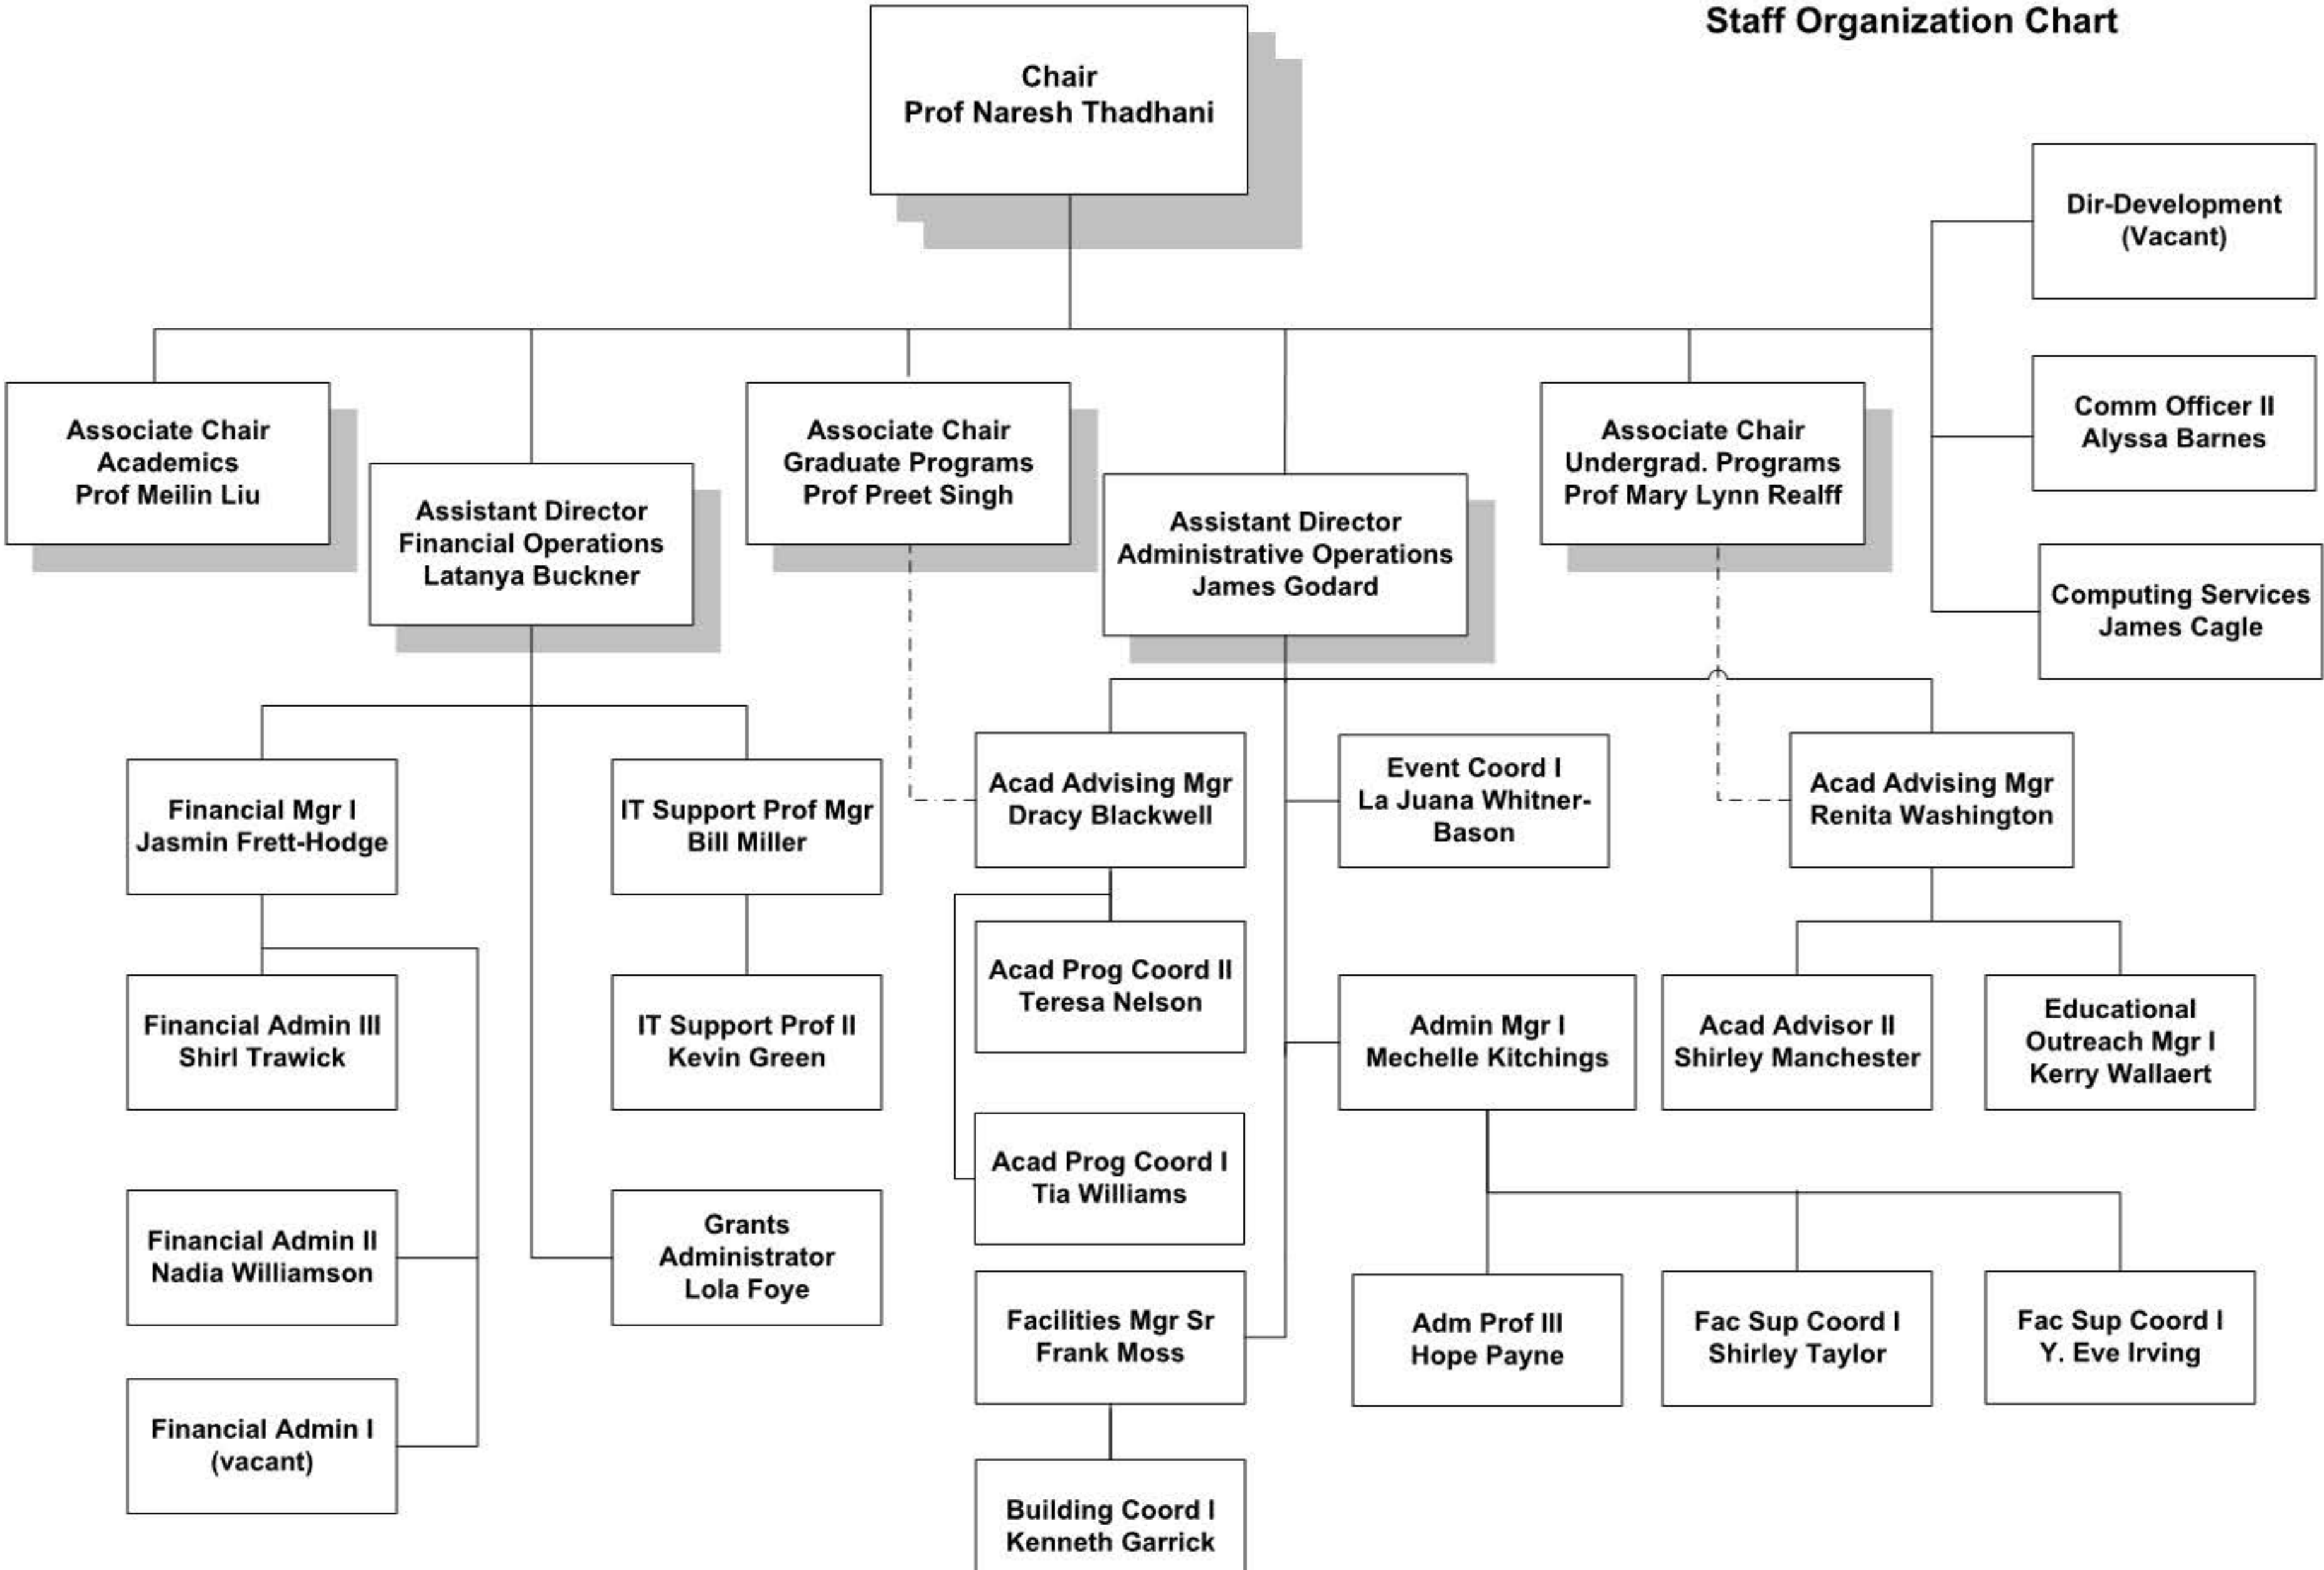 Staff Organization Chart
Chair
Prof Naresh Thadhani
Dir-Development
(Vacant)
Comm Officer II
Alyssa Barnes
Computing Services
James Cagle
Associate Chair
Academics
Prof Meilin Liu
Assistant Director
Financial Operations
Latanya Buckner
Associate Chair
Graduate Programs
Prof Preet Singh
Assistant Director
Administrative Operations
James Godard
Associate Chair
Undergrad. Programs
Prof Mary Lynn Realff
Financial Mgr I
Jasmin Frett-Hodge
IT Support Prof Mgr
Bill Miller
Acad Advising Mgr
Dracy Blackwell
Event Coord I
La Juana Whitner-
Bason
Acad Advising Mgr
Renita Washington
Financial Admin III
Shirl Trawick
IT Support Prof II
Kevin Green
Acad Prog Coord II
Teresa Nelson
Admin Mgr I
Mechelle Kitchings
Acad Advisor II
Shirley Manchester
Educational
Outreach Mgr I
Kerry Wallaert
Acad Prog Coord I
Tia Williams
Financial Admin II
Nadia Williamson
Grants
Administrator
Lola Foye
Facilities Mgr Sr
Frank Moss
Adm Prof III
Hope Payne
Fac Sup Coord I
Shirley Taylor
Fac Sup Coord I
Y. Eve Irving
Financial Admin I
(vacant)
Building Coord I
Kenneth Garrick